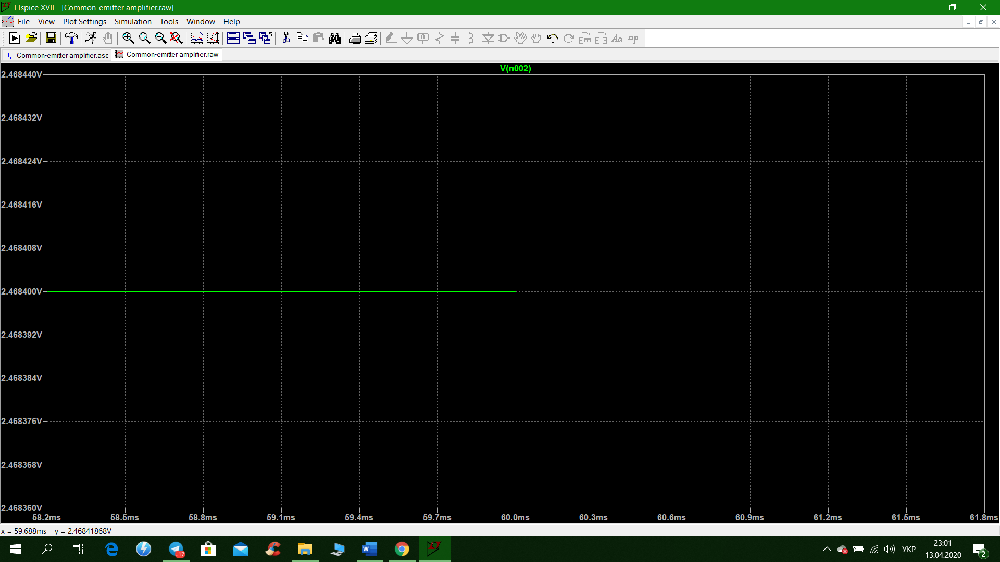 LTspice XVII - [Common-emitter amplifier.raw]
File View Plot Settings Simulation Tools Window Help
Common-emitter amplifier.asc Common-emitter amplifier.raw
V(n002)
2.468440V
2.468432V
2.468424V
2.468416V
2.468408V
2.468400V
2.468392V
2.468384V
2.468376V
2.468368V
2.468360V
58.2ms 58.5ms 58.8ms 59.1ms 59.4ms 59.7ms 60.0ms 60.3ms 60.6ms 60.9ms 61.2ms 61.5ms 61.8ms
x = 59.688ms y = 2.46841868V
..17
УКР
23:01
13.04.2020
2